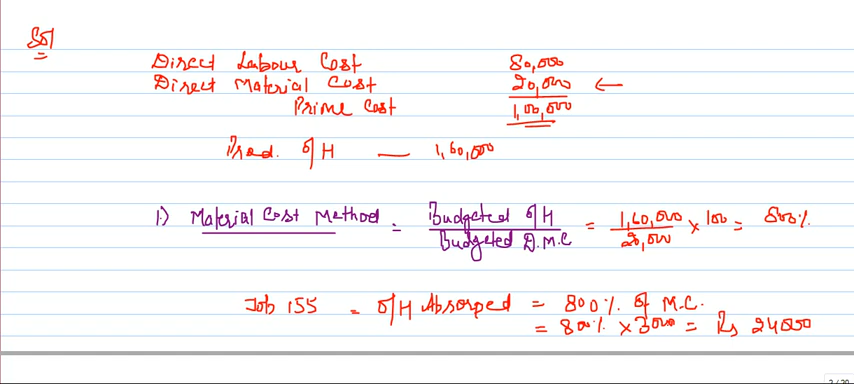 Sol
Direct Labour Cost 80,000
Direct Material Cost 20,000 ←
Prime Cost 1,00,000
Prod. O/H — 1,60,000
1.) Material Cost Method = Budgeted O/H / Budgeted D.M.C = 1,60,000 / 20,000 × 100 = 800%
Job 155 = O/H Absorped = 800% of M.C.
= 800% × 3000 = Rs 24000
2 / 20